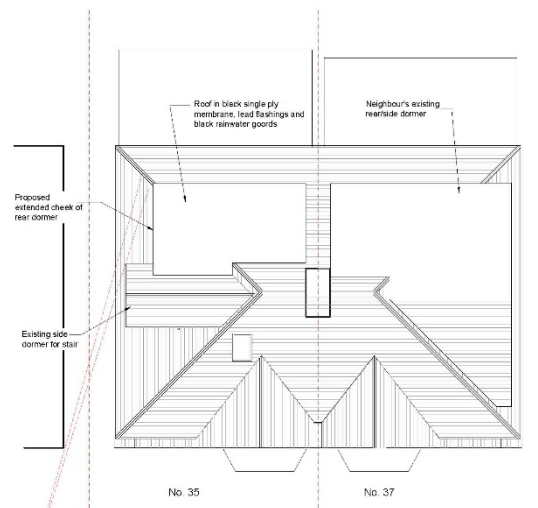 Roof in black single ply
membrane, lead flashings and
black rainwater goords
Neighbour's existing
rear/side dormer
Proposed
extended cheek of
rear dormer
Existing side
dormer for stair
No. 35
No. 37